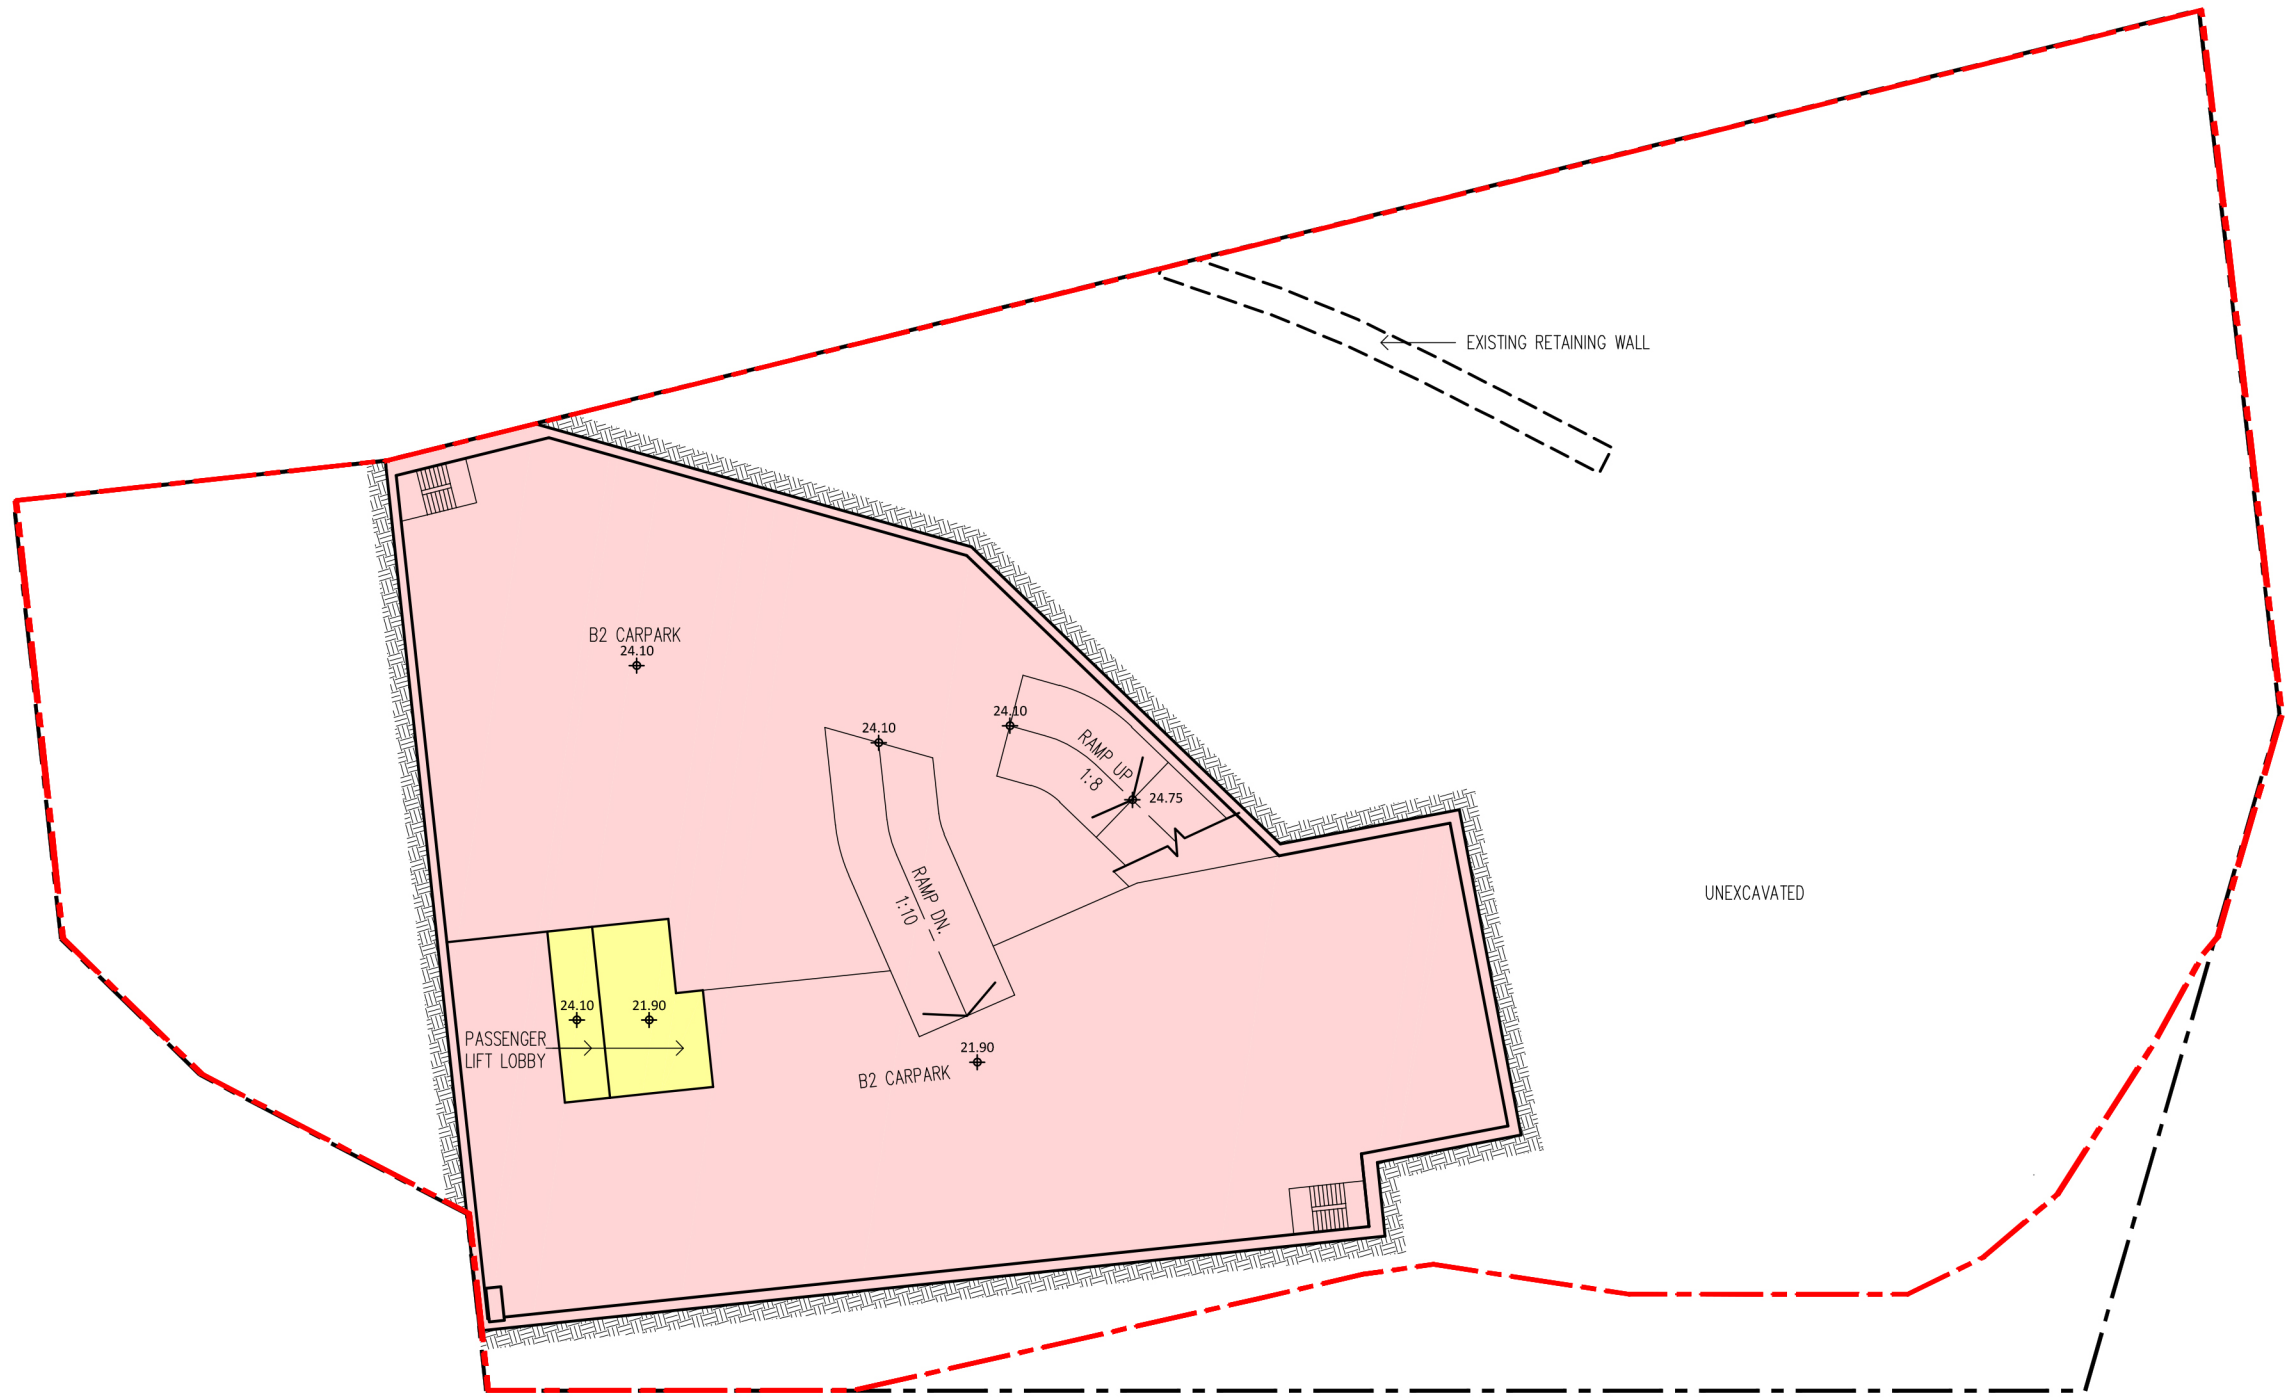 EXISTING RETAINING WALL
B2 CARPARK
24.10
24.10
24.10
RAMP UP
1:8
24.75
RAMP DN.
1:10
UNEXCAVATED
24.10
21.90
PASSENGER
LIFT LOBBY
21.90
B2 CARPARK